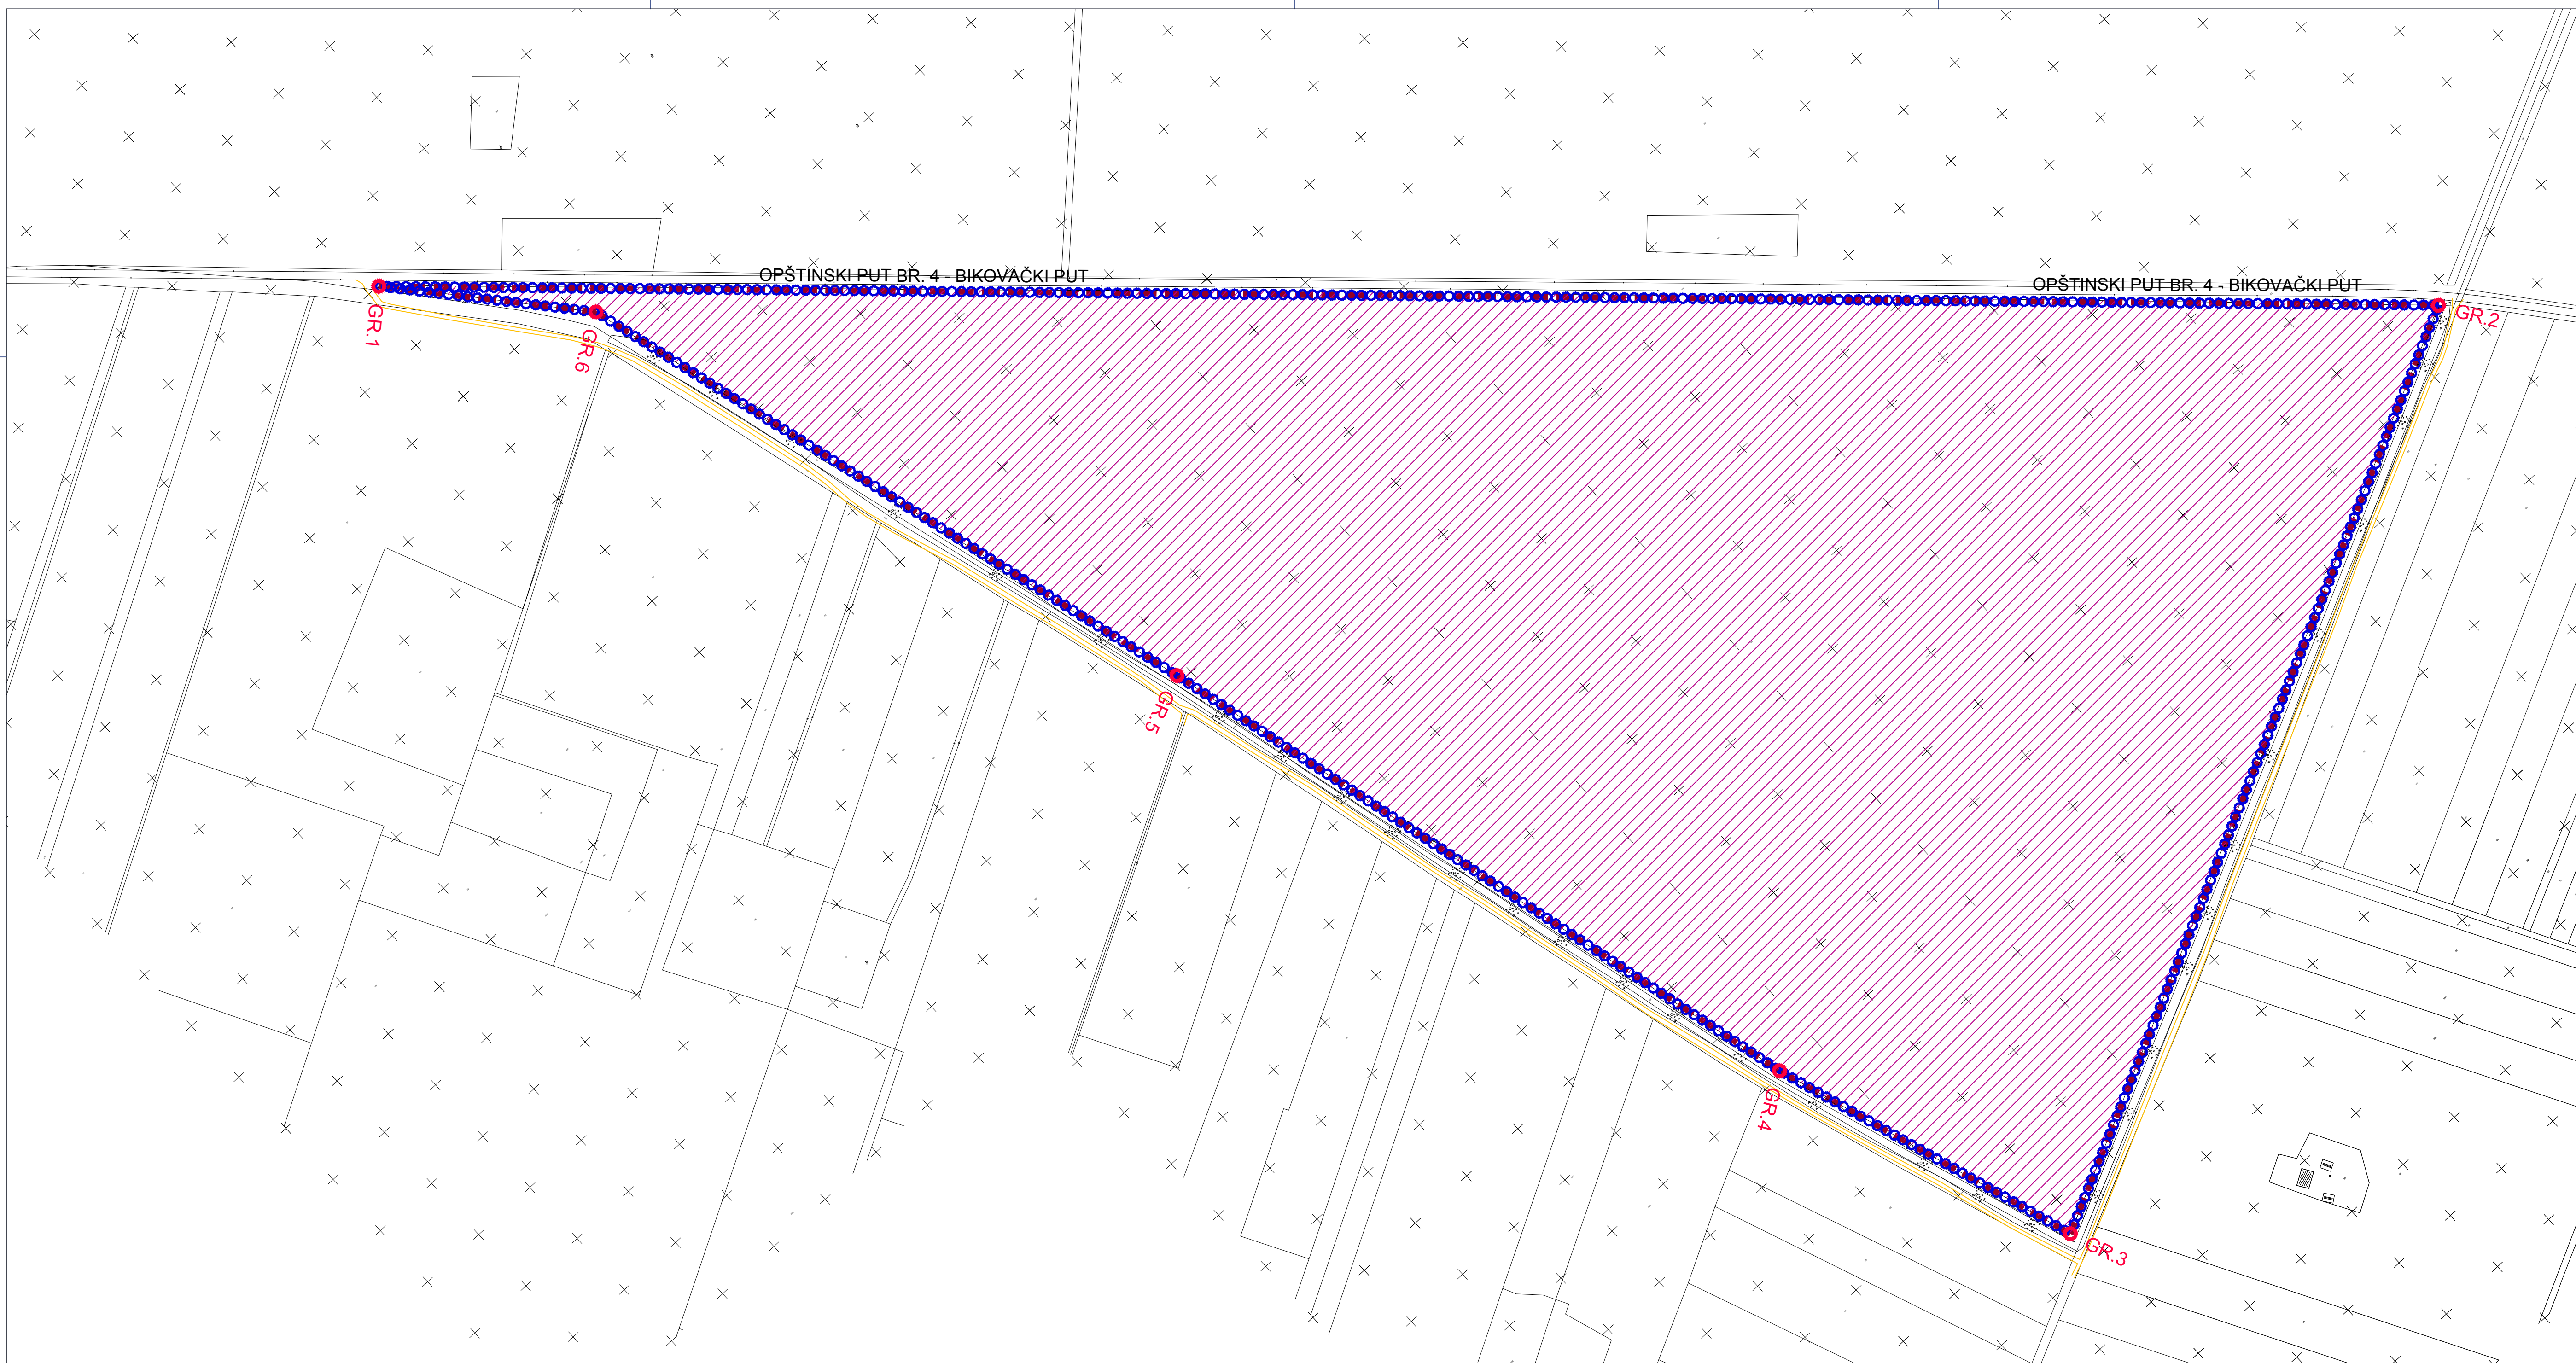 OPŠTINSKI PUT BR. 4 - BIKOVAČKI PUT
OPŠTINSKI PUT BR. 4 - BIKOVAČKI PUT
GR.1
GR.6
GR.2
GR.5
GR.4
GR.3